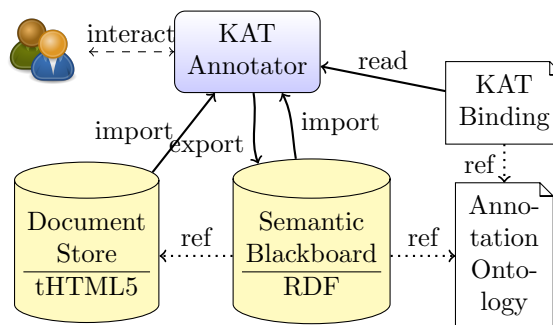 interact
KAT
Annotator
read
KAT
Binding
import
export
import
ref
Document
Store
tHTML5
ref
Semantic
Blackboard
RDF
ref
Anno-
tation
Onto-
logy